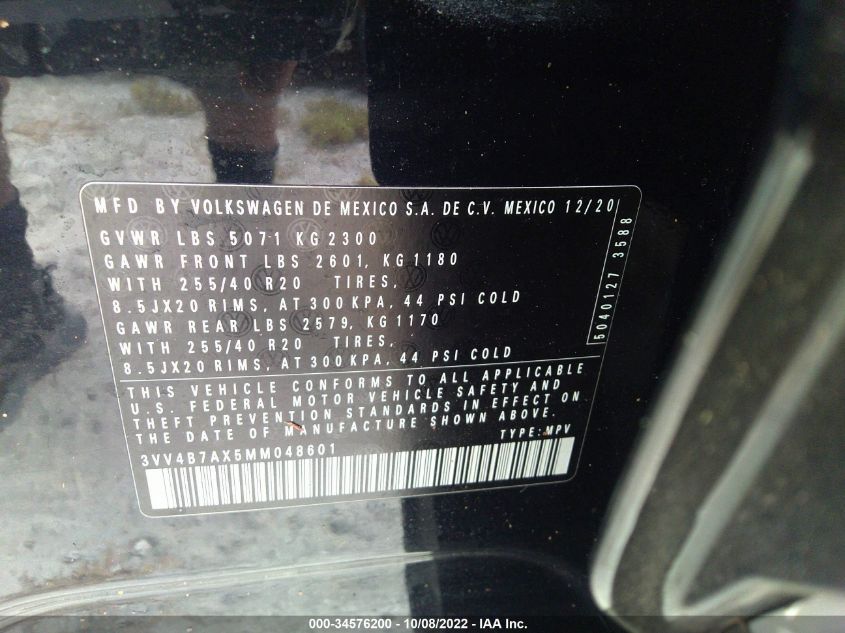 MFD BY VOLKSWAGEN DE MEXICO S.A. DE C.V. MEXICO 12/20
GVWR LBS 5071 KG 2300
GAWR FRONT LBS 2601, KG 1180
WITH 255/40 R20 TIRES,
8.5JX20 RIMS, AT 300 KPA, 44 PSI COLD
GAWR REAR LBS 2579, KG 1170
WITH 255/40 R20 TIRES,
8.5JX20 RIMS, AT 300 KPA, 44 PSI COLD
5040127 3588
THIS VEHICLE CONFORMS TO ALL APPLICABLE
U.S. FEDERAL MOTOR VEHICLE SAFETY AND
THEFT PREVENTION STANDARDS IN EFFECT ON
THE DATE OF MANUFACTURE SHOWN ABOVE.
3VV4B7AX5MM048601 TYPE: MPV
000-34576200 - 10/08/2022 - IAA Inc.